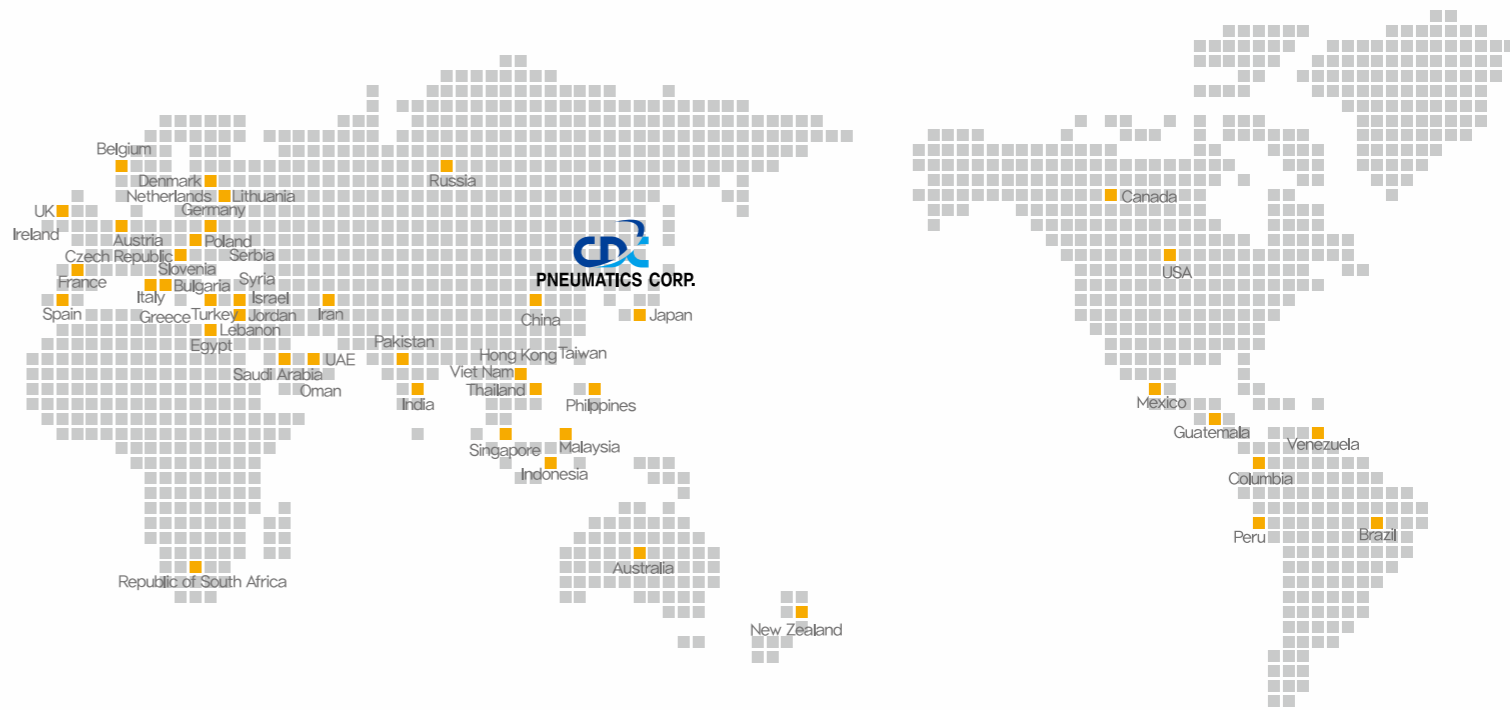 Belgium
Denmark
Russia
Netherlands
Lithuania
Canada
UK
Germany
Ireland
Austria
Poland
Czech Republic
Serbia
CDC
PNEUMATICS CORP.
Slovenia
USA
France
Syria
Bulgaria
Italy
Israel
Spain
Greece
Turkey
Jordan
Iran
China
Japan
Lebanon
Egypt
Pakistan
Hong Kong
Taiwan
UAE
Saudi Arabia
Viet Nam
Oman
Thailand
India
Philppines
Mexico
Guatemala
Venezuela
Singapore
Malaysia
Indonesia
Columbia
Peru
Brazil
Australia
Republic of South Africa
New Zealand